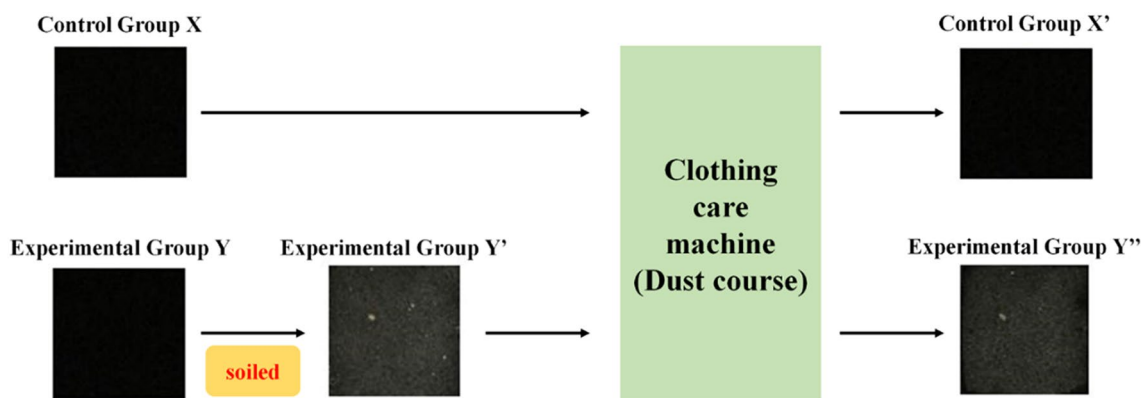 Control Group X
Control Group X’
Clothing
care
machine
(Dust course)
Experimental Group Y
Experimental Group Y’
Experimental Group Y’’
soiled